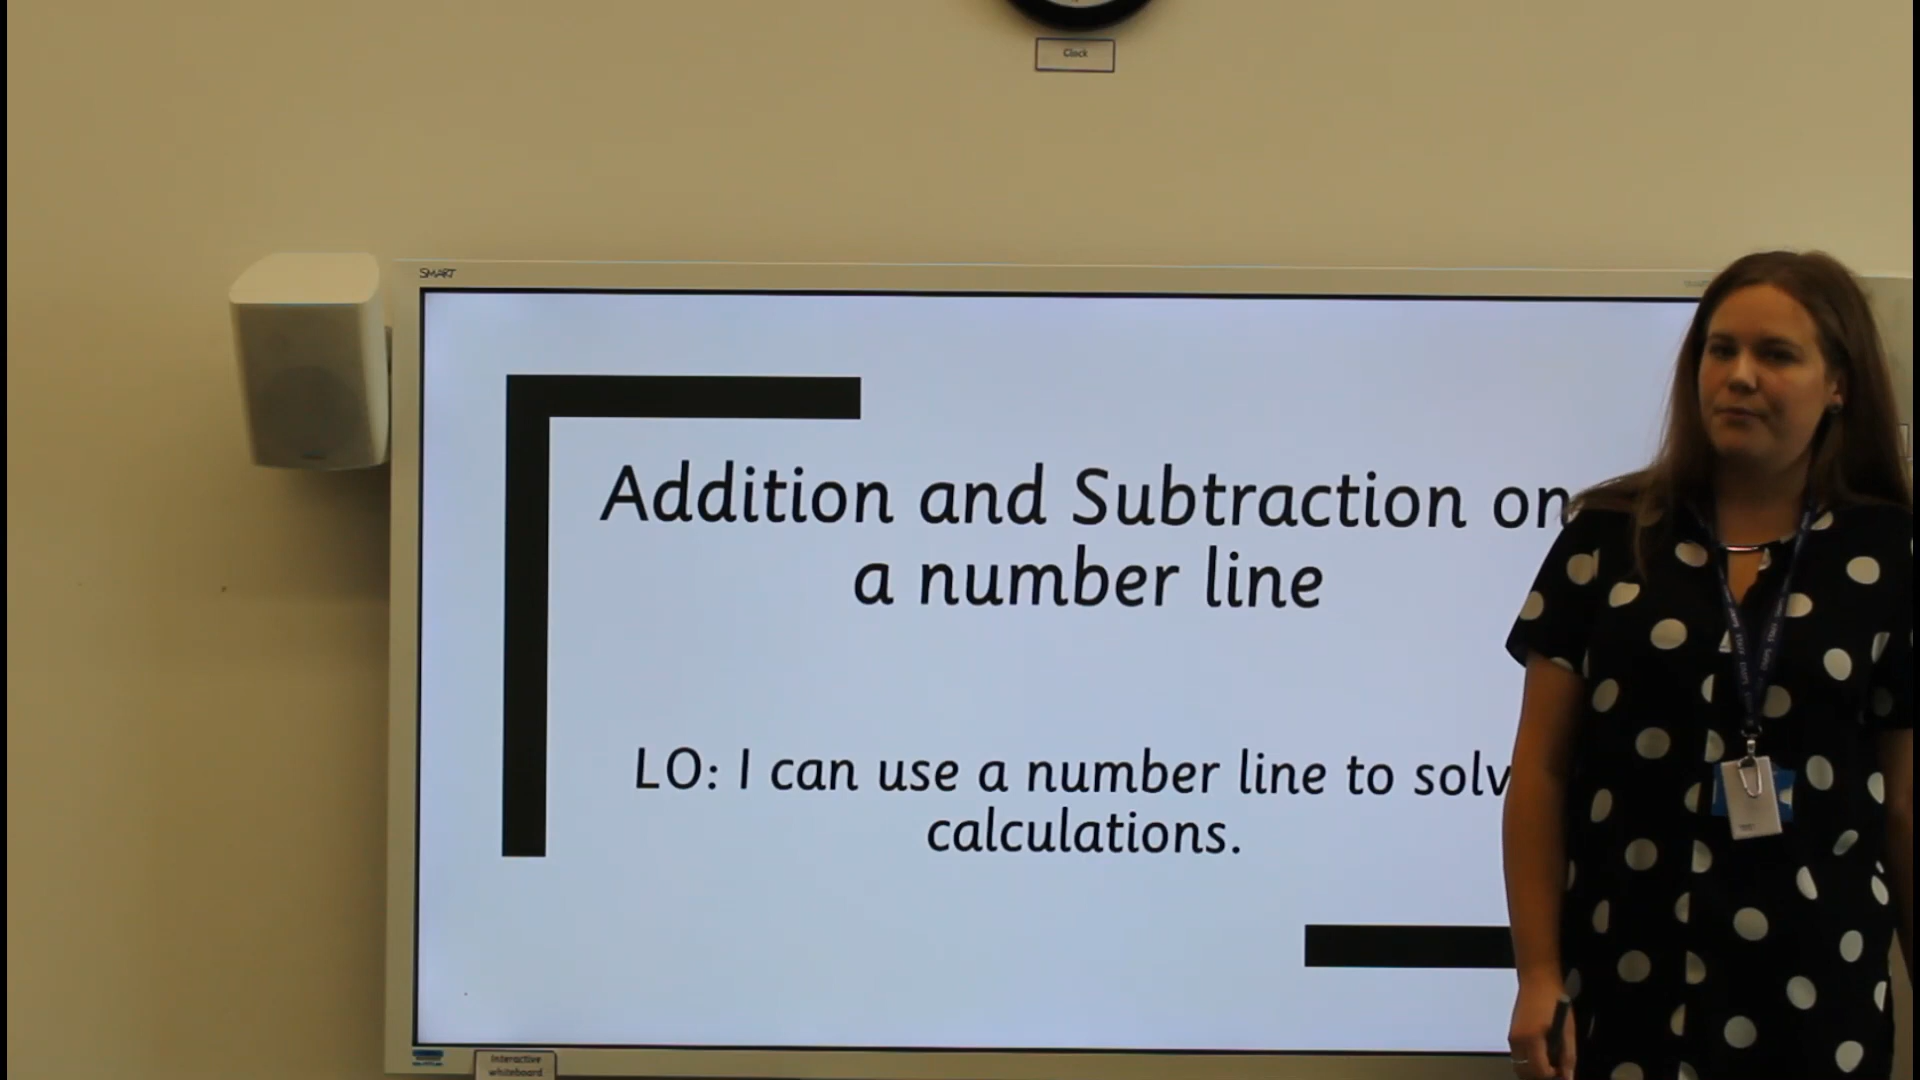 Clock
SMART
Addition and Subtraction on
a number line
LO: I can use a number line to solv
calculations.
Interactive
whiteboard